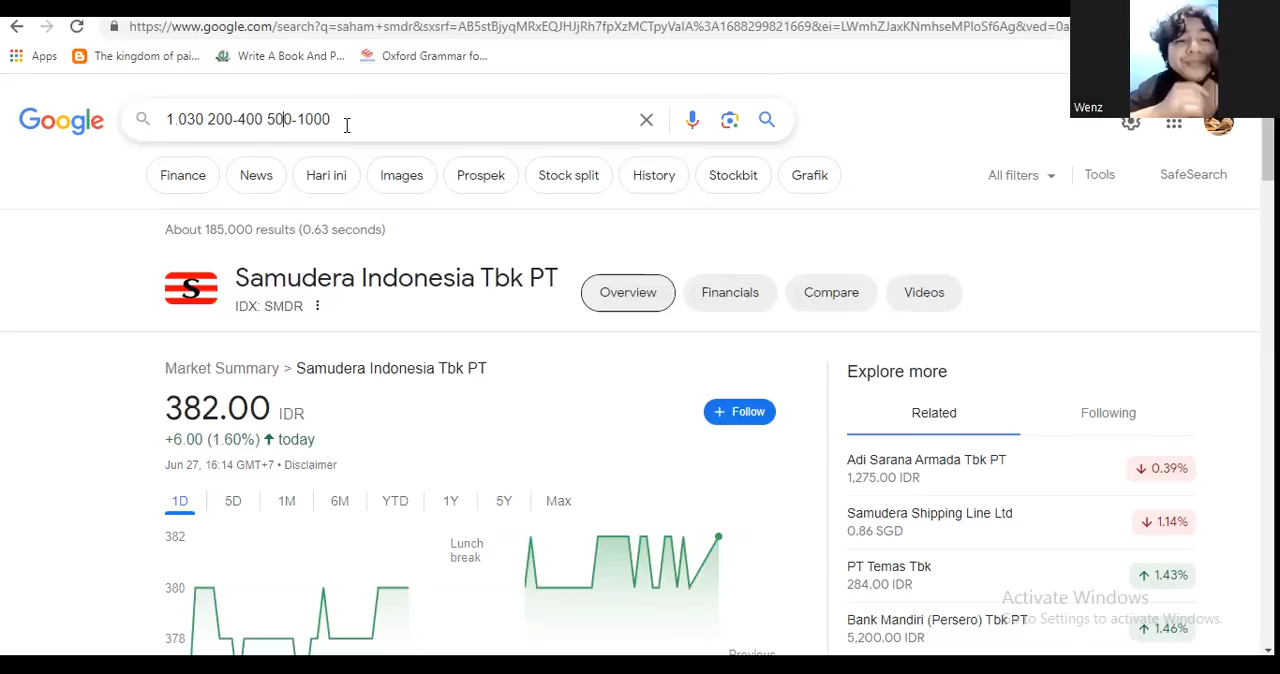 https://www.google.com/search?q=saham+smdr&sxsrf=AB5stBjyqMRxEQJHJjRh7fpXzMCTpyValA%3A1688299821669&ei=LWmhZJaxKNmhseMPloSf6Ag&ved=0a
Apps The kingdom of pai... Write A Book And P... Oxford Grammar fo...
Wenz
Google 1.030 200-400 500-1000
Finance News Hari ini Images Prospek Stock split History Stockbit Grafik All filters Tools SafeSearch
About 185,000 results (0.63 seconds)
S
Samudera Indonesia Tbk PT
IDX: SMDR
Overview Financials Compare Videos
Market Summary > Samudera Indonesia Tbk PT
382.00 IDR
+ Follow
+6.00 (1.60%) ↑ today
Jun 27, 16:14 GMT+7 • Disclaimer
1D 5D 1M 6M YTD 1Y 5Y Max
382
380
378
Lunch
break
Previous
Explore more
Related Following
Adi Sarana Armada Tbk PT
1,275.00 IDR ↓ 0.39%
Samudera Shipping Line Ltd
0.86 SGD ↓ 1.14%
PT Temas Tbk
284.00 IDR ↑ 1.43%
Bank Mandiri (Persero) Tbk PT
5,200.00 IDR ↑ 1.46%
Activate Windows
Go to Settings to activate Windows.